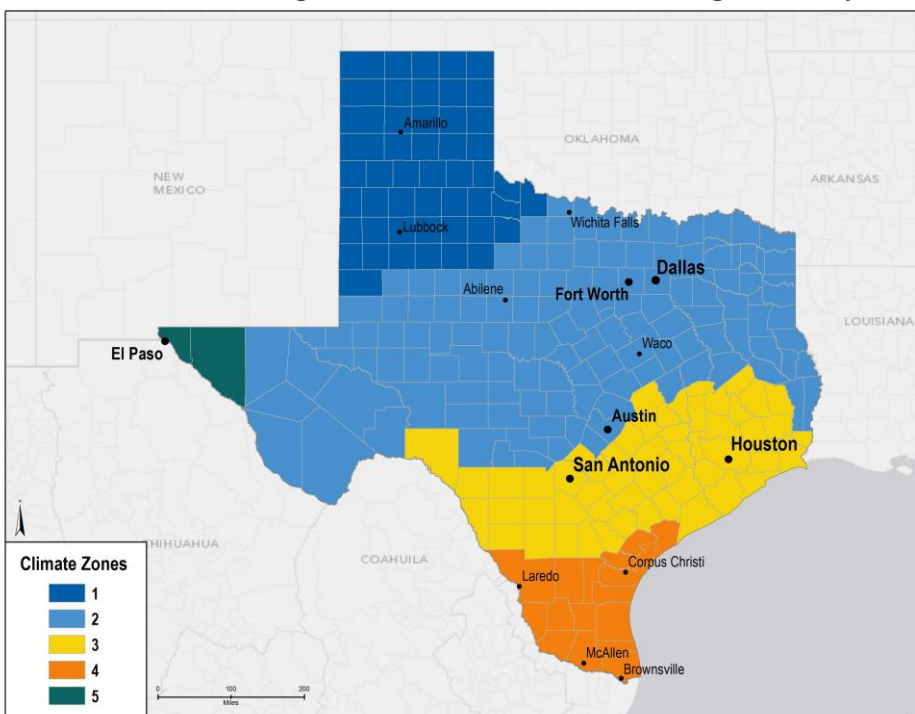 Amarillo
OKLAHOMA
ARKANSAS
NEW
MEXICO
Lubbock
Wichita Falls
Dallas
Abilene
Fort Worth
LOUISIANA
El Paso
Waco
Austin
Houston
San Antonio
CHIHUAHUA
COAHUILA
Corpus Christi
Laredo
McAllen
Brownsville
Climate Zones
1
2
3
4
5
0 100 200
Miles